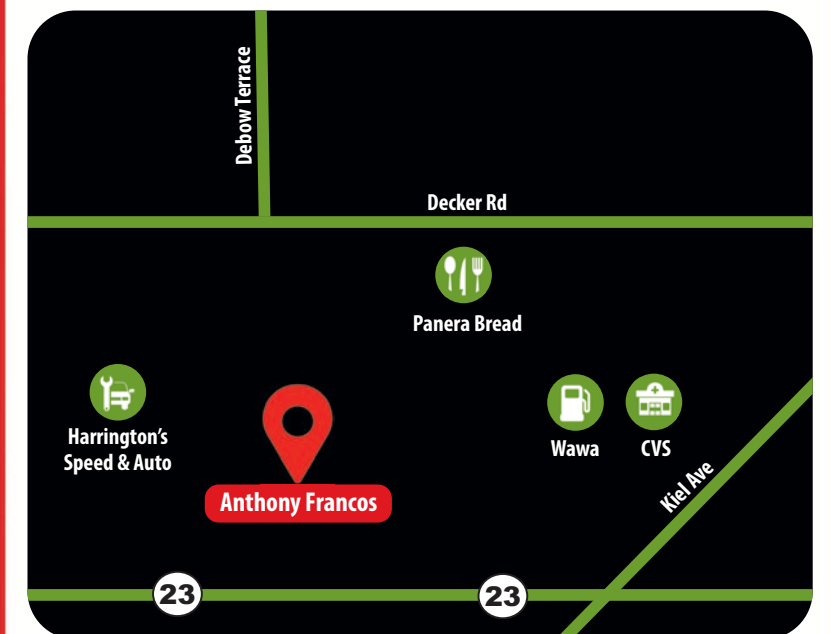 Debow Terrace
Decker Rd
Panera Bread
Harrington's
Speed & Auto
Anthony Francos
Wawa
CVS
Kiel Ave
23
23